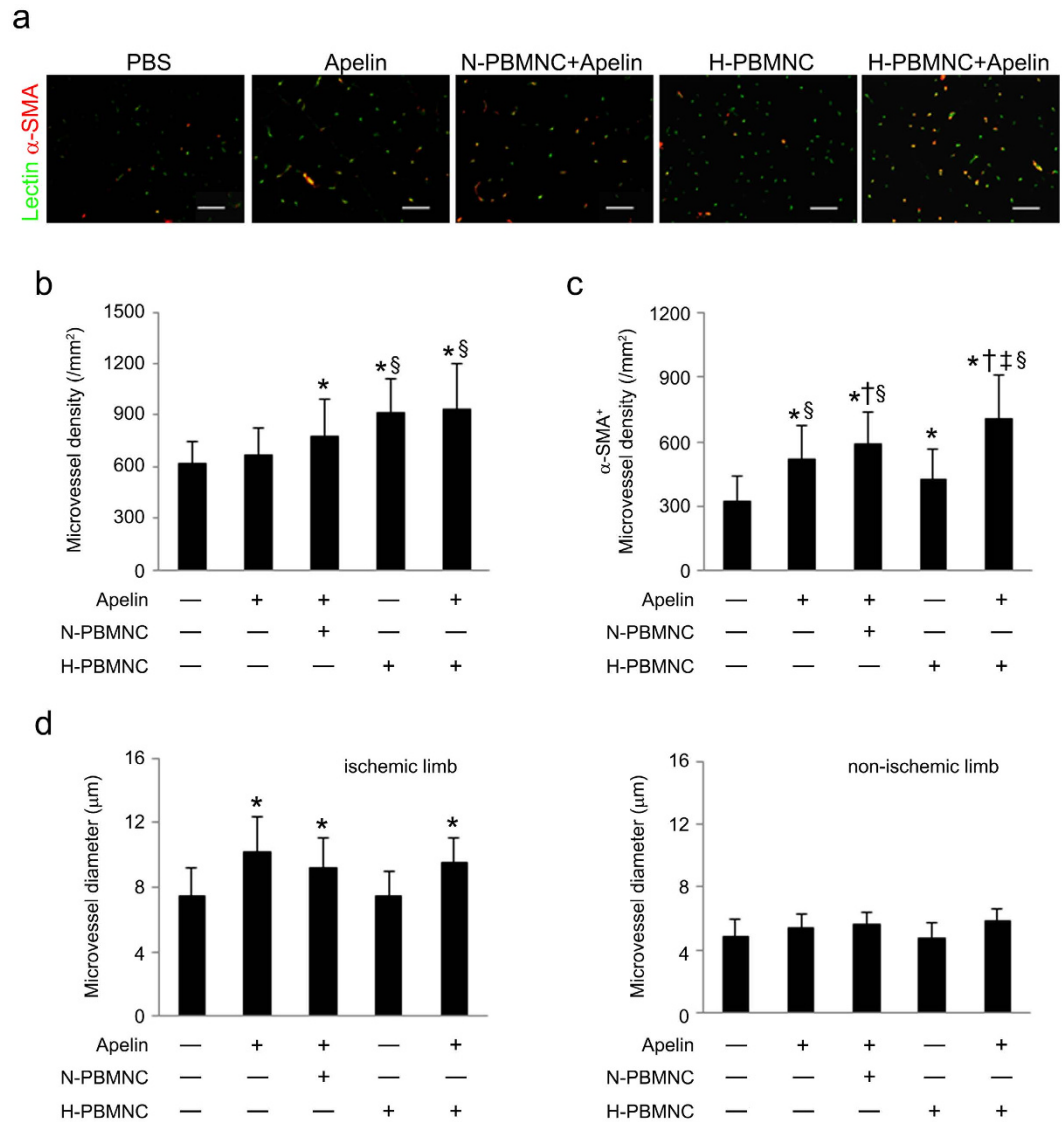 a
PBS Apelin N-PBMNC+Apelin H-PBMNC H-PBMNC+Apelin
Lectin α-SMA
b
Microvessel density (/mm²)
1500
1200
900
600
300
0
*
*§
*§
Apelin — + + — +
N-PBMNC — — + — —
H-PBMNC — — — + +
c
α-SMA⁺
Microvessel density (/mm²)
1200
900
600
300
0
*§
*†§
*
*†‡§
Apelin — + + — +
N-PBMNC — — + — —
H-PBMNC — — — + +
d
ischemic limb
Microvessel diameter (μm)
16
12
8
4
0
*
*
*
Apelin — + + — +
N-PBMNC — — + — —
H-PBMNC — — — + +
non-ischemic limb
Microvessel diameter (μm)
16
12
8
4
0
Apelin — + + — +
N-PBMNC — — + — —
H-PBMNC — — — + +